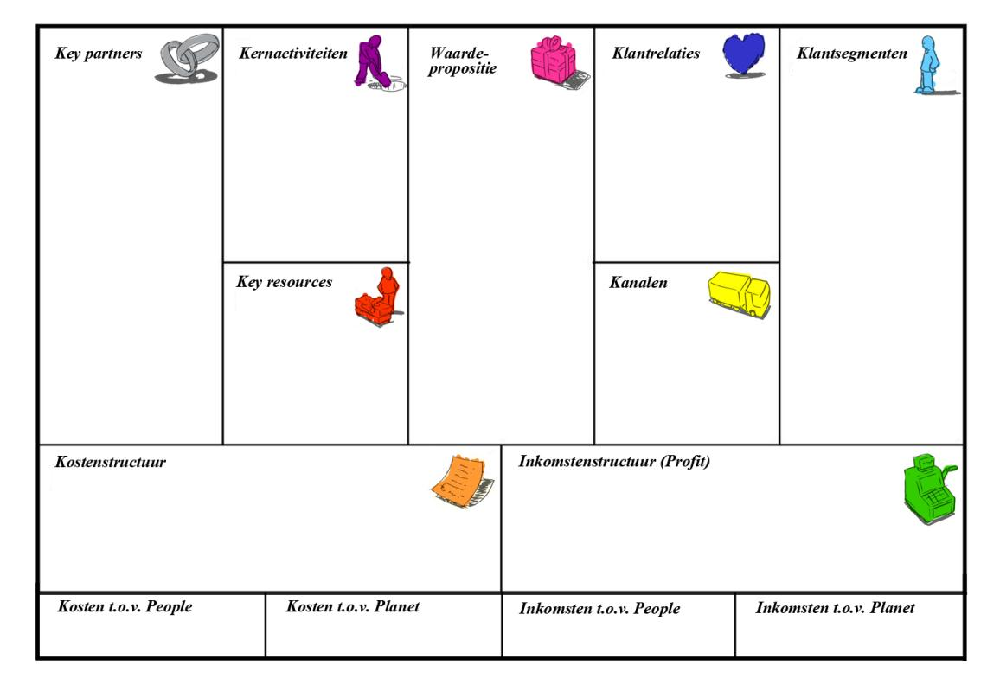 Key partners
Kernactiviteiten
Waarde-
propositie
Klantrelaties
Klantsegmenten
Key resources
Kanalen
Kostenstructuur
Inkomstenstructuur (Profit)
Kosten t.o.v. People
Kosten t.o.v. Planet
Inkomsten t.o.v. People
Inkomsten t.o.v. Planet